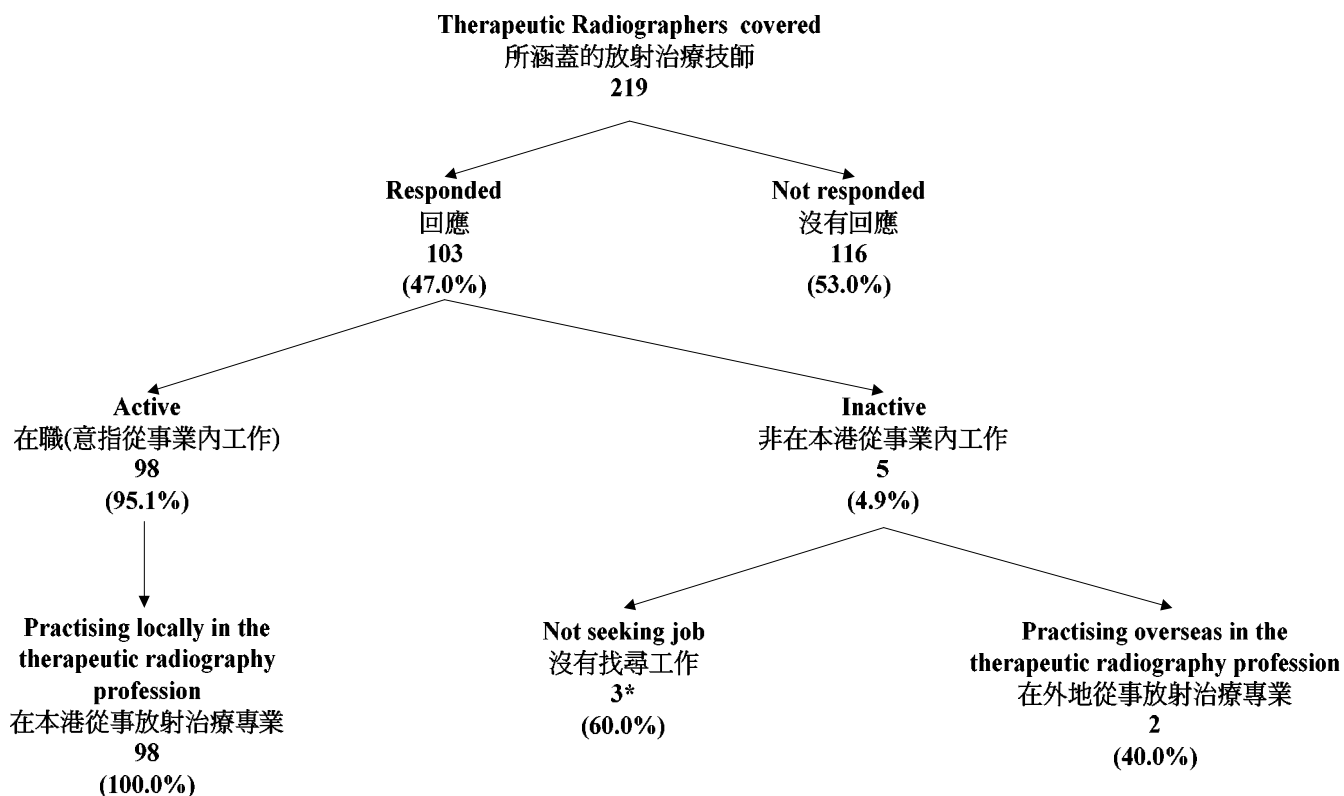 Therapeutic Radiographers covered
所涵蓋的放射治療技師
219
Responded
回應
103
(47.0%)
Not responded
沒有回應
116
(53.0%)
Active
在職(意指從事業內工作)
98
(95.1%)
Inactive
非在本港從事業內工作
5
(4.9%)
Practising locally in the
therapeutic radiography
profession
在本港從事放射治療專業
98
(100.0%)
Not seeking job
沒有找尋工作
3*
(60.0%)
Practising overseas in the
therapeutic radiography profession
在外地從事放射治療專業
2
(40.0%)